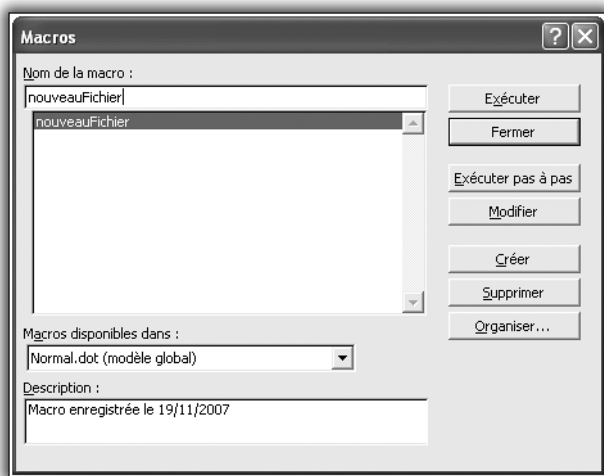 Macros
Nom de la macro :
nouveauFichier
nouveauFichier
Exécuter
Fermer
Exécuter pas à pas
Modifier
Créer
Supprimer
Organiser...
Macros disponibles dans :
Normal.dot (modèle global)
Description :
Macro enregistrée le 19/11/2007